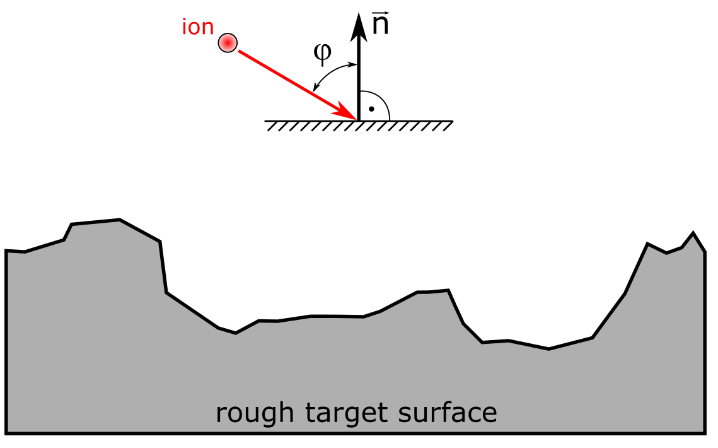 ion
φ
n⃗
rough target surface